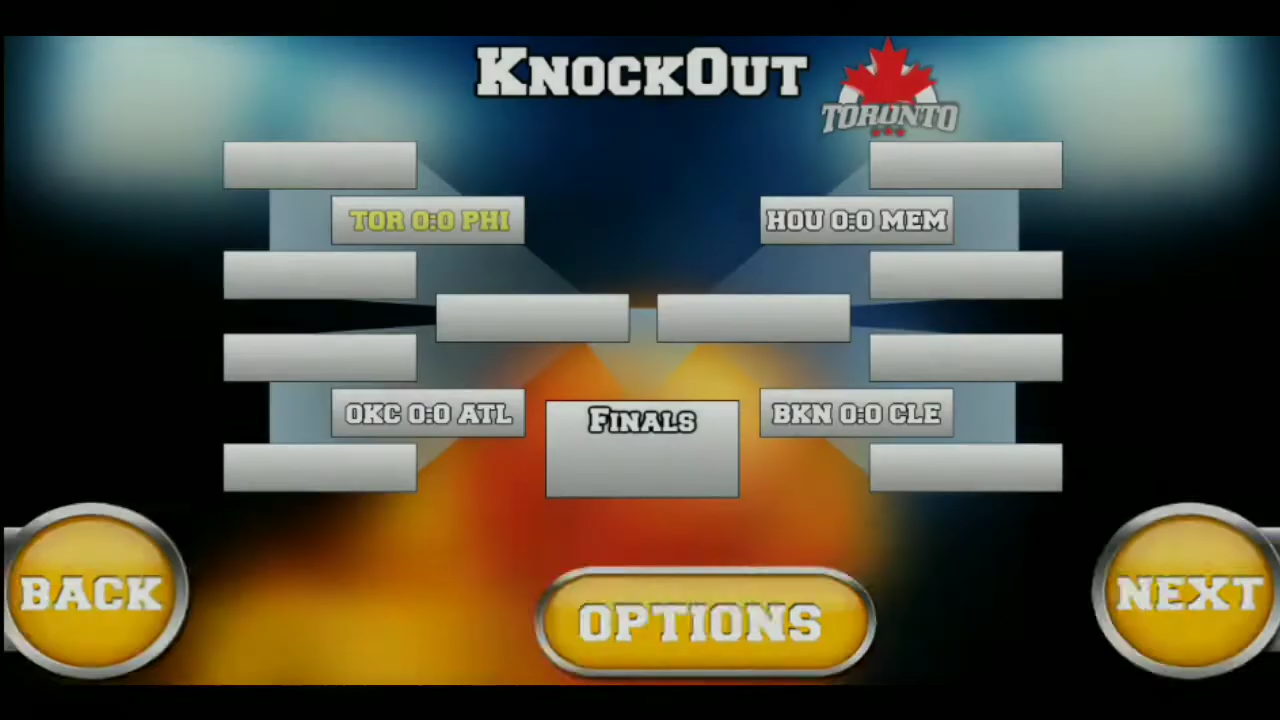 KnockOut
TORONTO
TOR 0:0 PHI
HOU 0:0 MEM
OKC 0:0 ATL
BKN 0:0 CLE
Finals
BACK
OPTIONS
NEXT